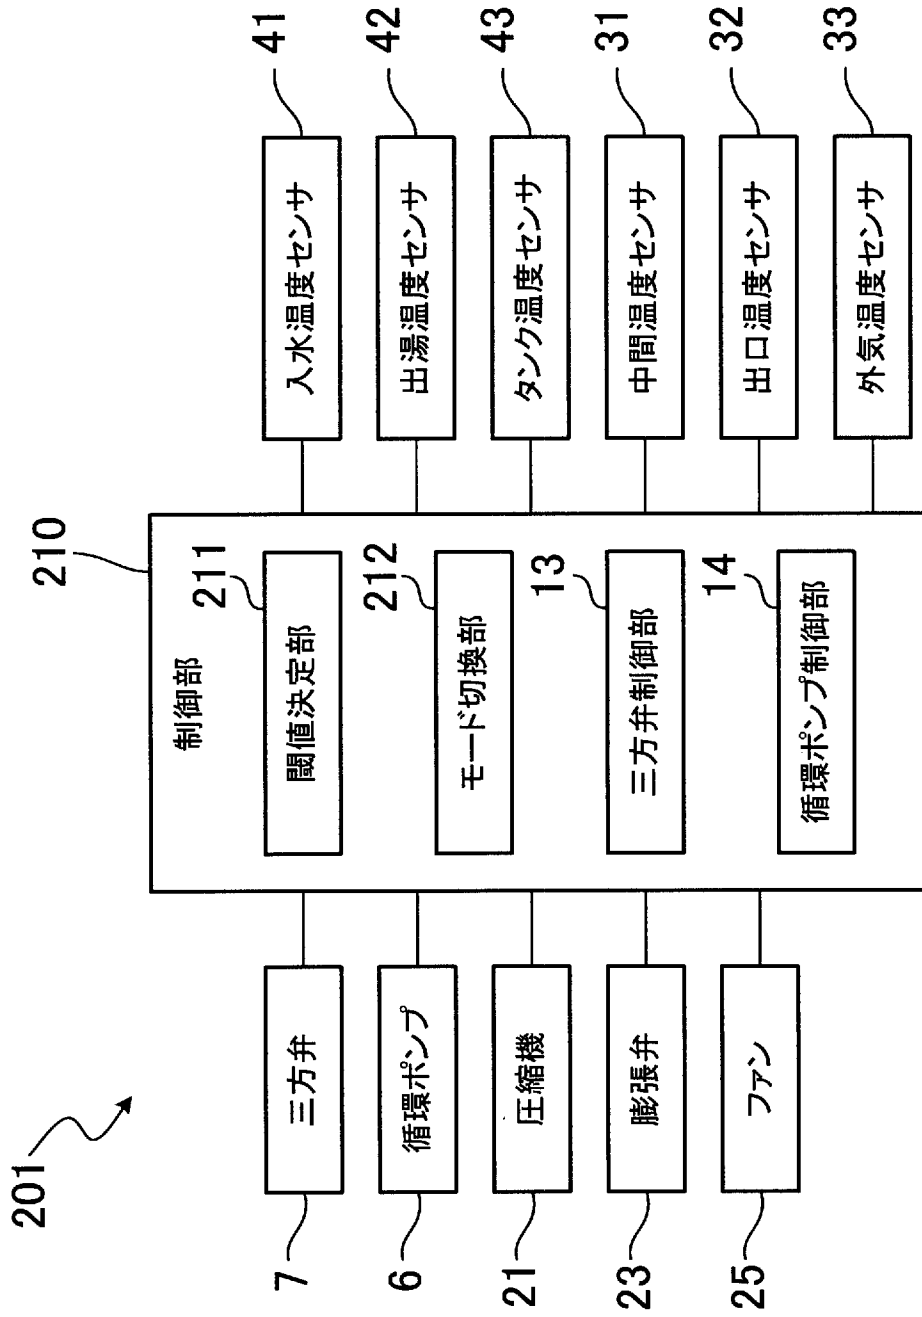 201
210
制御部
211
閾値決定部
212
モード切換部
13
三方弁制御部
14
循環ポンプ制御部
7
三方弁
6
循環ポンプ
21
圧縮機
23
膨張弁
25
ファン
入水温度センサ
41
出湯温度センサ
42
タンク温度センサ
43
中間温度センサ
31
出口温度センサ
32
外気温度センサ
33